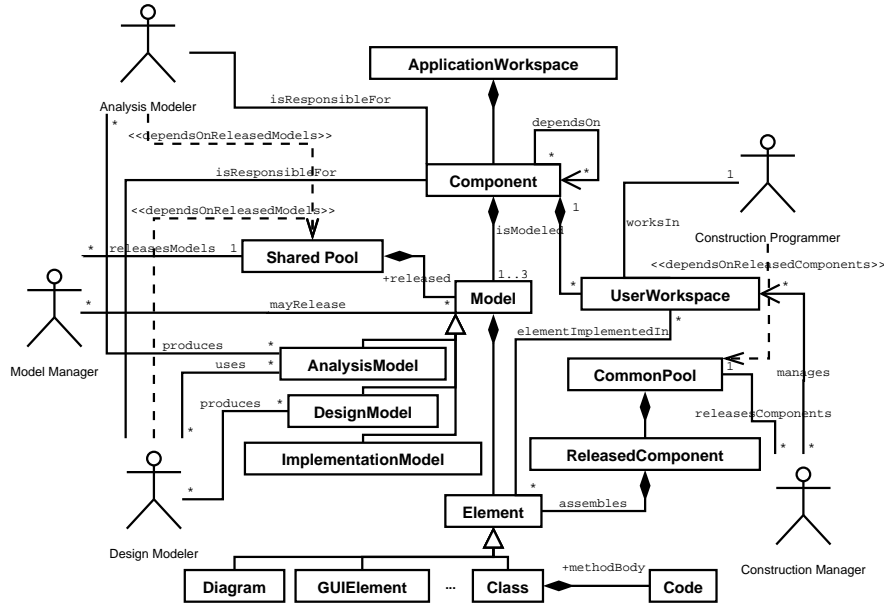 ApplicationWorkspace
Analysis Modeler
isResponsibleFor
dependsOn
*
<<dependsOnReleasedModels>>
*
*
isResponsibleFor
Component
1
1
<<dependsOnReleasedModels>>
worksIn
Construction Programmer
isModeled
* releasesModels 1
Shared Pool
<<dependsOnReleasedComponents>>
+released
1..3
*
*
Model
UserWorkspace
* mayRelease
elementImplementedIn
*
produces
*
Model Manager
uses
*
AnalysisModel
1
manages
CommonPool
produces
*
DesignModel
releasesComponents
*
ImplementationModel
ReleasedComponent
*
*
*
*
assembles
Element
Design Modeler
+methodBody
Construction Manager
Diagram
GUIElement
...
Class
Code